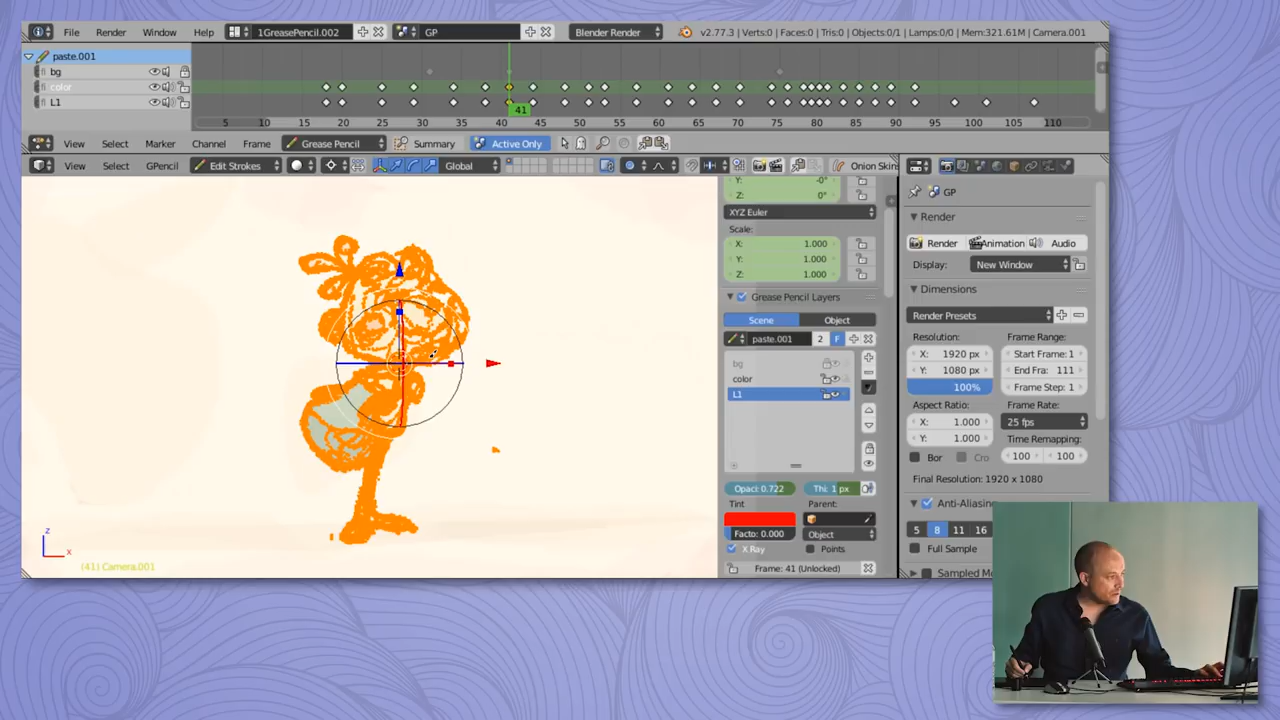 File Render Window Help 1GreasePencil.002 GP Blender Render v2.77.3 | Verts:0 | Faces:0 | Tris:0 | Objects:0/1 | Lamps:0/0 | Mem:321.61M | Camera.001
paste.001
bg
color
L1
41
5 10 15 20 25 30 35 40 45 50 55 60 65 70 75 80 85 90 95 100 105 110
View Select Marker Channel Frame Grease Pencil Summary Active Only
View Select GPencil Edit Strokes Global Onion Skin
Y: -0°
Z: 0°
XYZ Euler
Scale:
X: 1.000
Y: 1.000
Z: 1.000
Grease Pencil Layers
Scene Object
paste.001 2 F
bg
color
L1
Opaci:0.722 Thi: 1 px
Tint Parent:
Facto: 0.000 Object
X Ray Points
Frame: 41 (Unlocked)
GP
Render
Render Animation Audio
Display: New Window
Dimensions
Render Presets
Resolution: Frame Range:
X: 1920 px Start Frame: 1
Y: 1080 px End Fra: 111
100% Frame Step: 1
Aspect Ratio: Frame Rate:
X: 1.000 25 fps
Y: 1.000 Time Remapping:
Bor Cro 100 100
Final Resolution: 1920 x 1080
Anti-Aliasing
5 8 11 16
Full Sample
Sampled Mo
z
x
(41) Camera.001